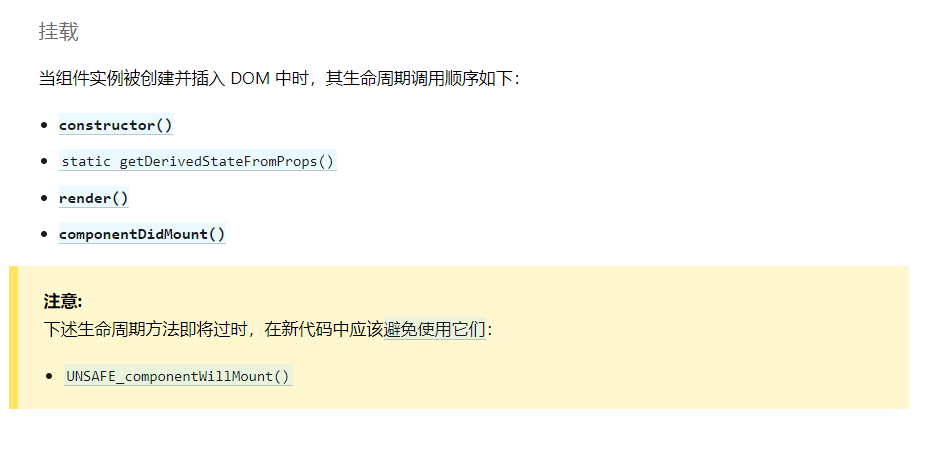 挂载
当组件实例被创建并插入 DOM 中时，其生命周期调用顺序如下：
• constructor()
• static getDerivedStateFromProps()
• render()
• componentDidMount()
注意:
下述生命周期方法即将过时，在新代码中应该避免使用它们：
• UNSAFE_componentWillMount()